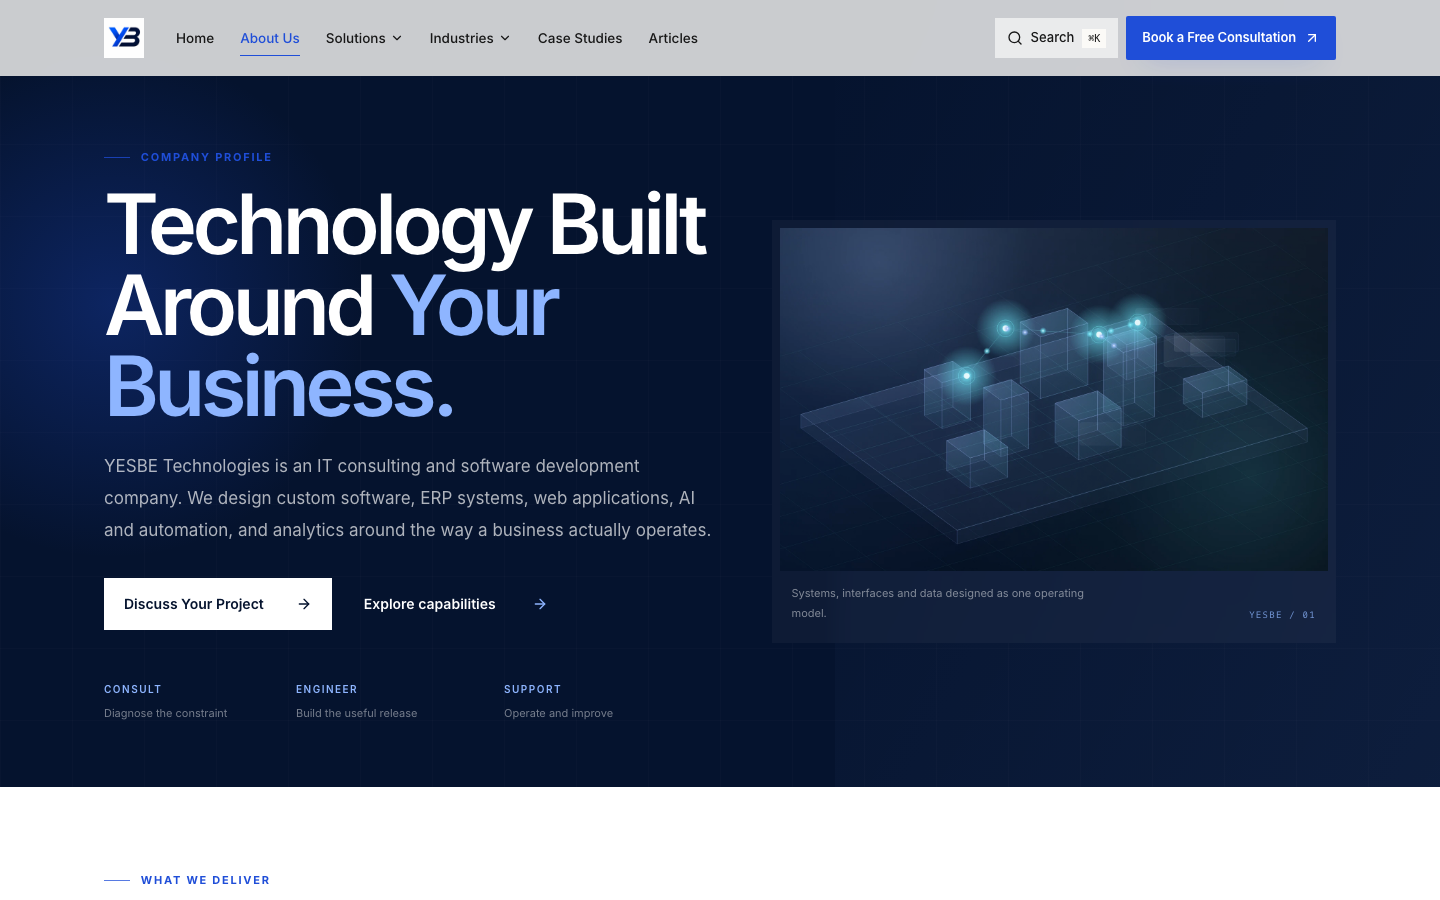 YB
Home
About Us
Solutions
Industries
Case Studies
Articles
Search ⌘K
Book a Free Consultation
COMPANY PROFILE
Technology Built
Around Your
Business.
YESBE Technologies is an IT consulting and software development
company. We design custom software, ERP systems, web applications, AI
and automation, and analytics around the way a business actually operates.
Discuss Your Project
Explore capabilities
Systems, interfaces and data designed as one operating
model.
YESBE / 01
CONSULT
Diagnose the constraint
ENGINEER
Build the useful release
SUPPORT
Operate and improve
WHAT WE DELIVER